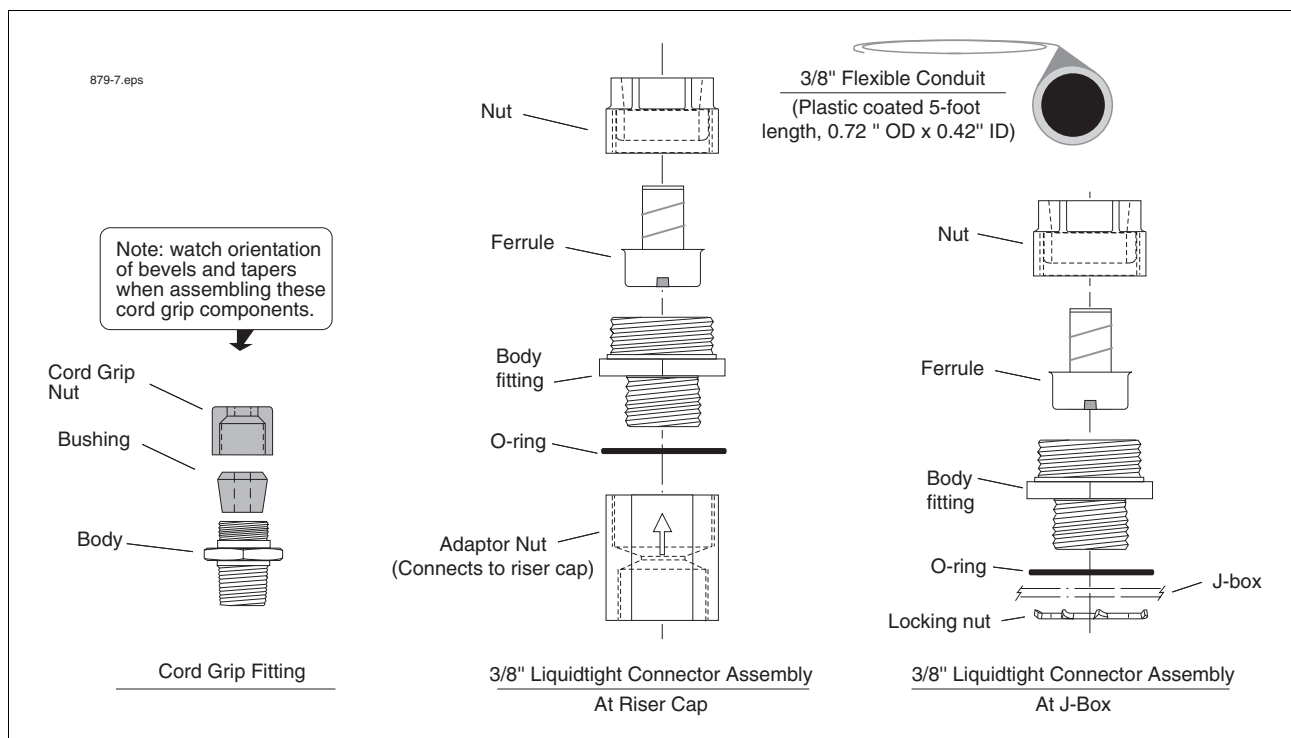 879-7.eps
Note: watch orientation
of bevels and tapers
when assembling these
cord grip components.
Cord Grip
Nut
Bushing
Body
Cord Grip Fitting
Nut
Ferrule
Body
fitting
O-ring
Adaptor Nut
(Connects to riser cap)
3/8" Liquidtight Connector Assembly
At Riser Cap
3/8" Flexible Conduit
(Plastic coated 5-foot
length, 0.72 " OD x 0.42" ID)
Nut
Ferrule
Body
fitting
O-ring
J-box
Locking nut
3/8" Liquidtight Connector Assembly
At J-Box